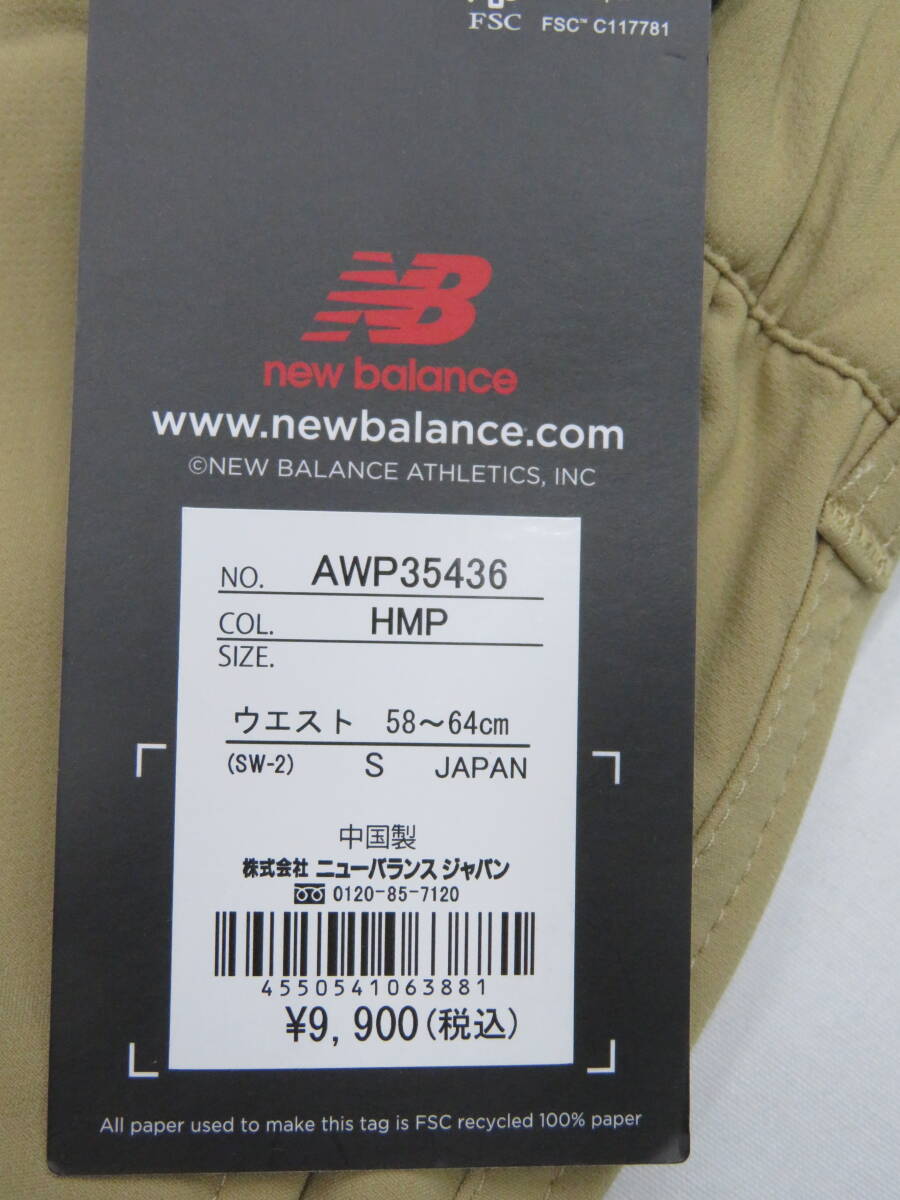 FSC FSC™ C117781
NB
new balance
www.newbalance.com
©NEW BALANCE ATHLETICS, INC
NO. AWP35436
COL. HMP
SIZE.
ウエスト 58～64cm
(SW-2) S JAPAN
中国製
株式会社 ニューバランス ジャパン
0120-85-7120
4550541063881
¥9,900(税込)
All paper used to make this tag is FSC recycled 100% paper